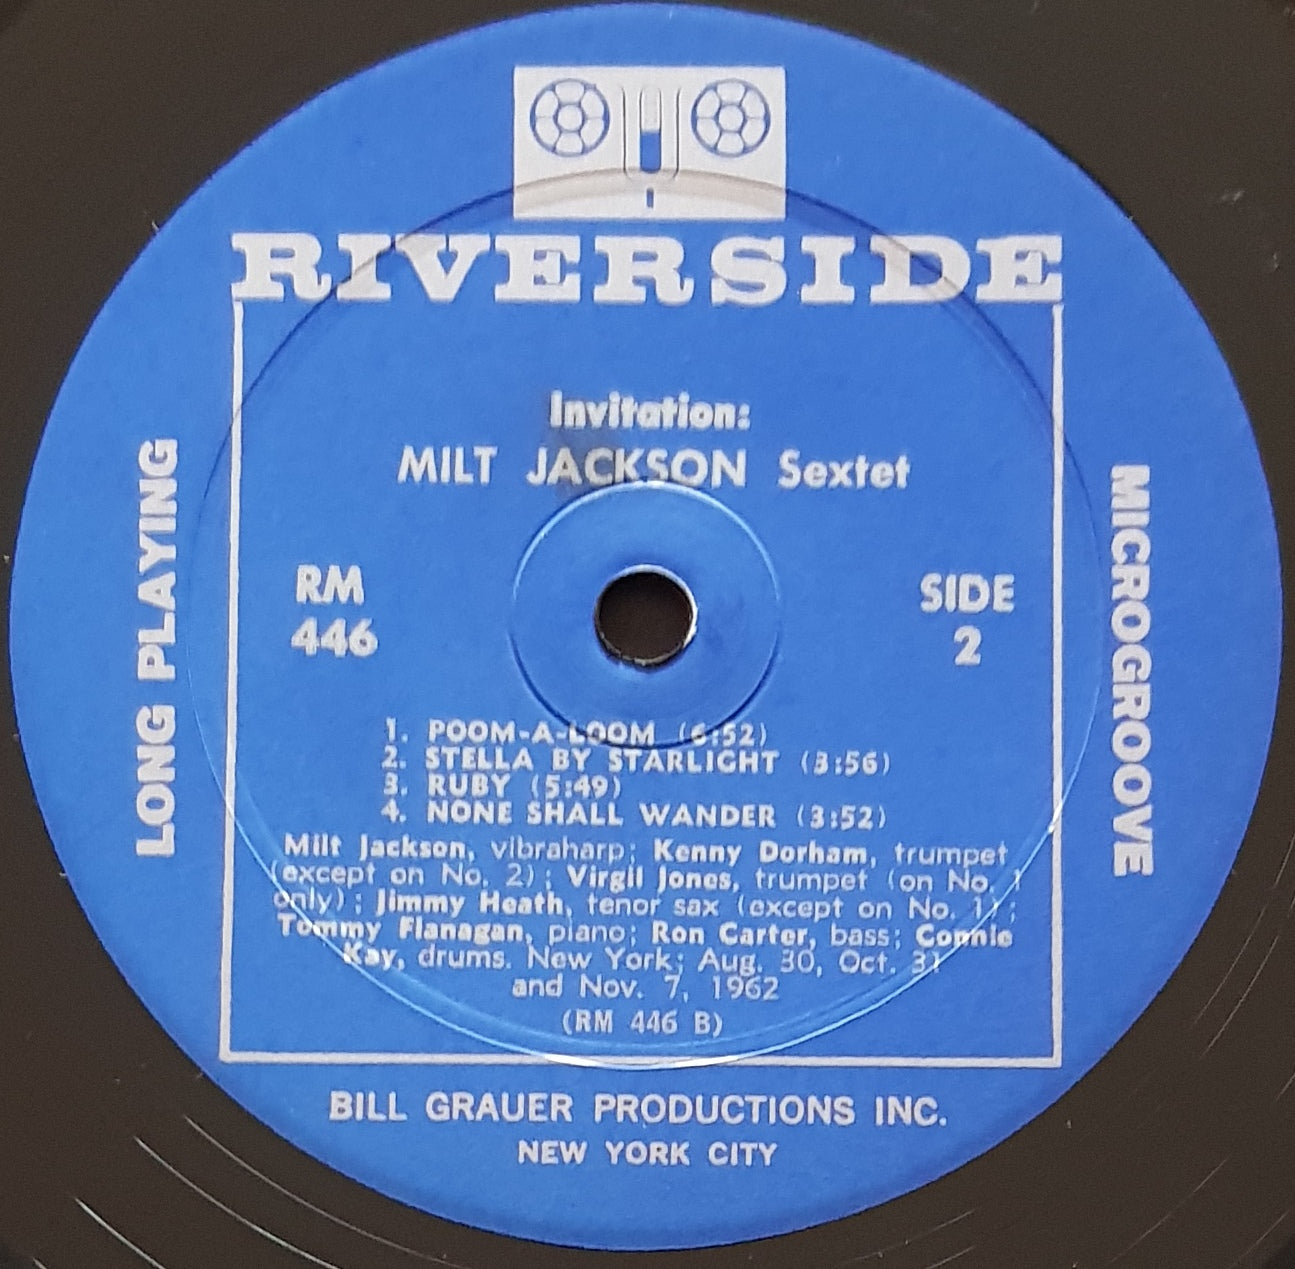 RIVERSIDE
Invitation:
MILT JACKSON Sextet
LONG PLAYING
RM
446
SIDE
2
MICROGROOVE
1. POOM-A-LOOM (6:52)
2. STELLA BY STARLIGHT (3:56)
3. RUBY (5:49)
4. NONE SHALL WANDER (3:52)
Milt Jackson, vibraharp; Kenny Dorham, trumpet
(except on No. 2); Virgil Jones, trumpet (on No. 1
only); Jimmy Heath, tenor sax (except on No. 1);
Tommy Flanagan, piano; Ron Carter, bass; Connie
Kay, drums. New York; Aug. 30, Oct. 31
and Nov. 7, 1962
(RM 446 B)
BILL GRAUER PRODUCTIONS INC.
NEW YORK CITY